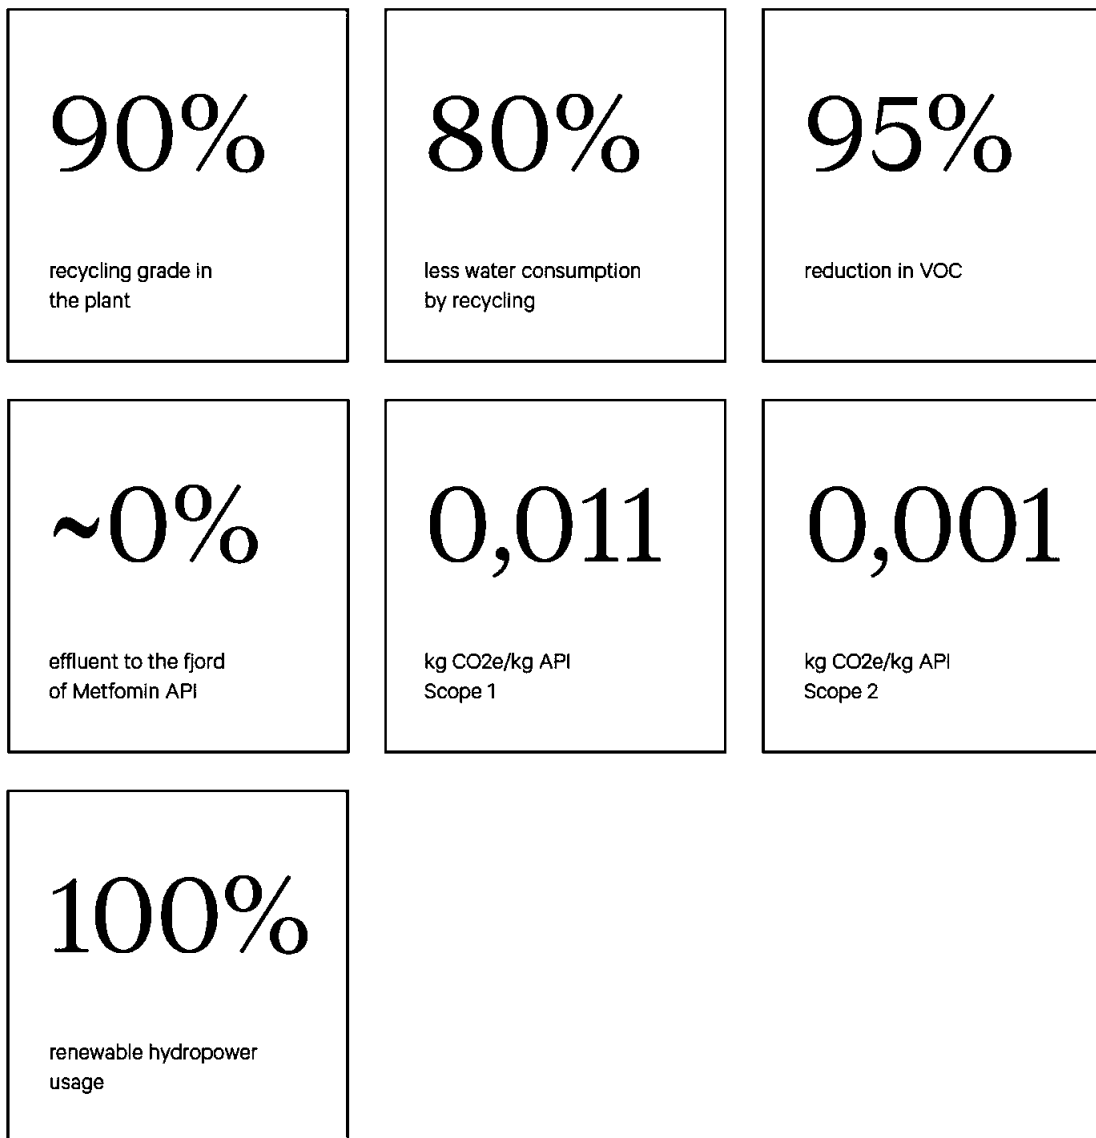 90%
recycling grade in
the plant
80%
less water consumption
by recycling
95%
reduction in VOC
~0%
effluent to the fjord
of Metfomin API
0,011
kg CO2e/kg API
Scope 1
0,001
kg CO2e/kg API
Scope 2
100%
renewable hydropower
usage